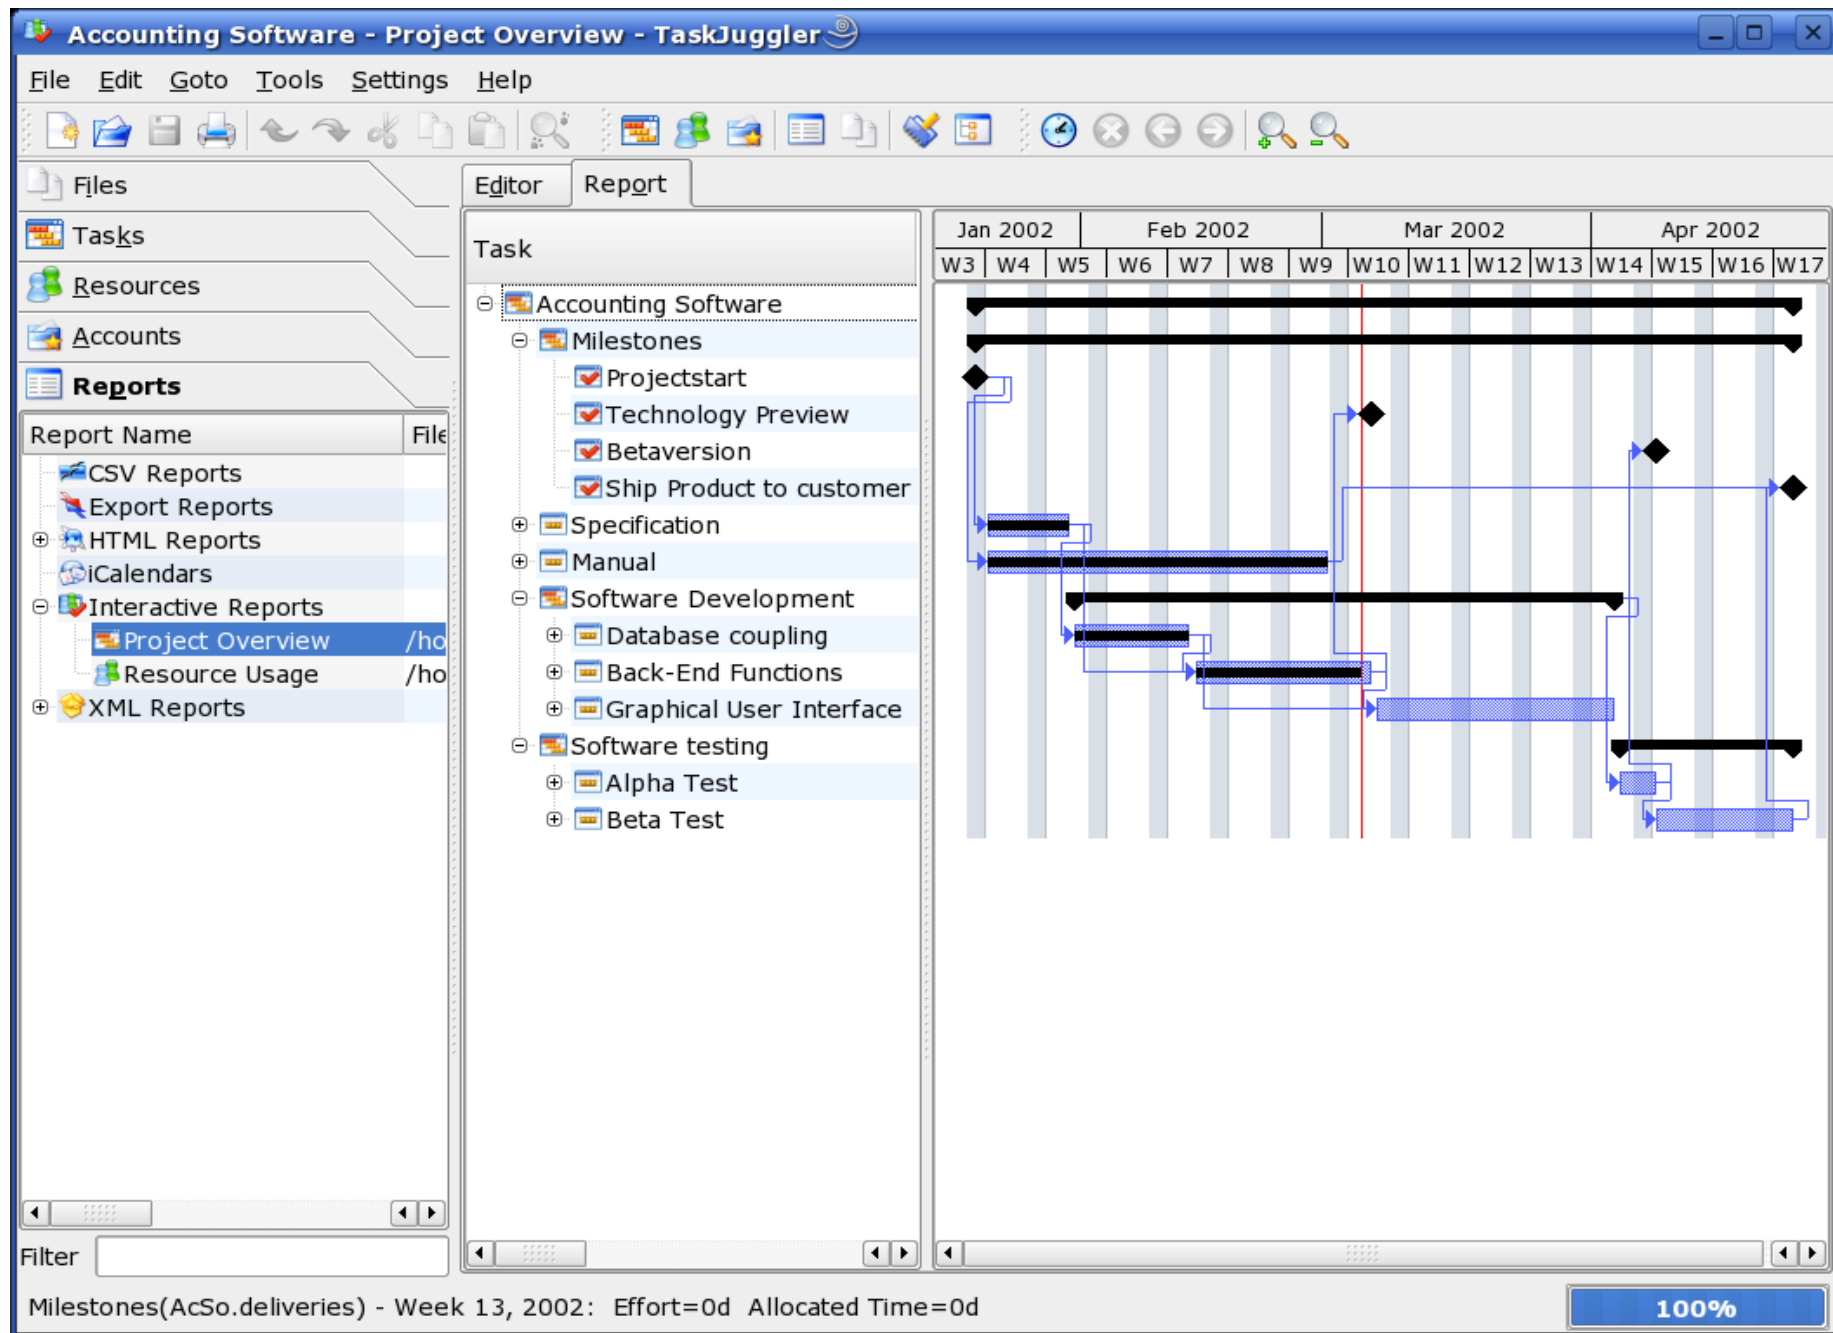 Accounting Software - Project Overview - TaskJuggler
File Edit Goto Tools Settings Help
Files
Tasks
Resources
Accounts
Reports
Report Name File
CSV Reports
Export Reports
HTML Reports
iCalendars
Interactive Reports
Project Overview /ho
Resource Usage /ho
XML Reports
Filter
Editor Report
Task
Accounting Software
Milestones
Projectstart
Technology Preview
Betaversion
Ship Product to customer
Specification
Manual
Software Development
Database coupling
Back-End Functions
Graphical User Interface
Software testing
Alpha Test
Beta Test
Jan 2002 Feb 2002 Mar 2002 Apr 2002
W3 W4 W5 W6 W7 W8 W9 W10 W11 W12 W13 W14 W15 W16 W17
Milestones(AcSo.deliveries) - Week 13, 2002: Effort=0d Allocated Time=0d
100%